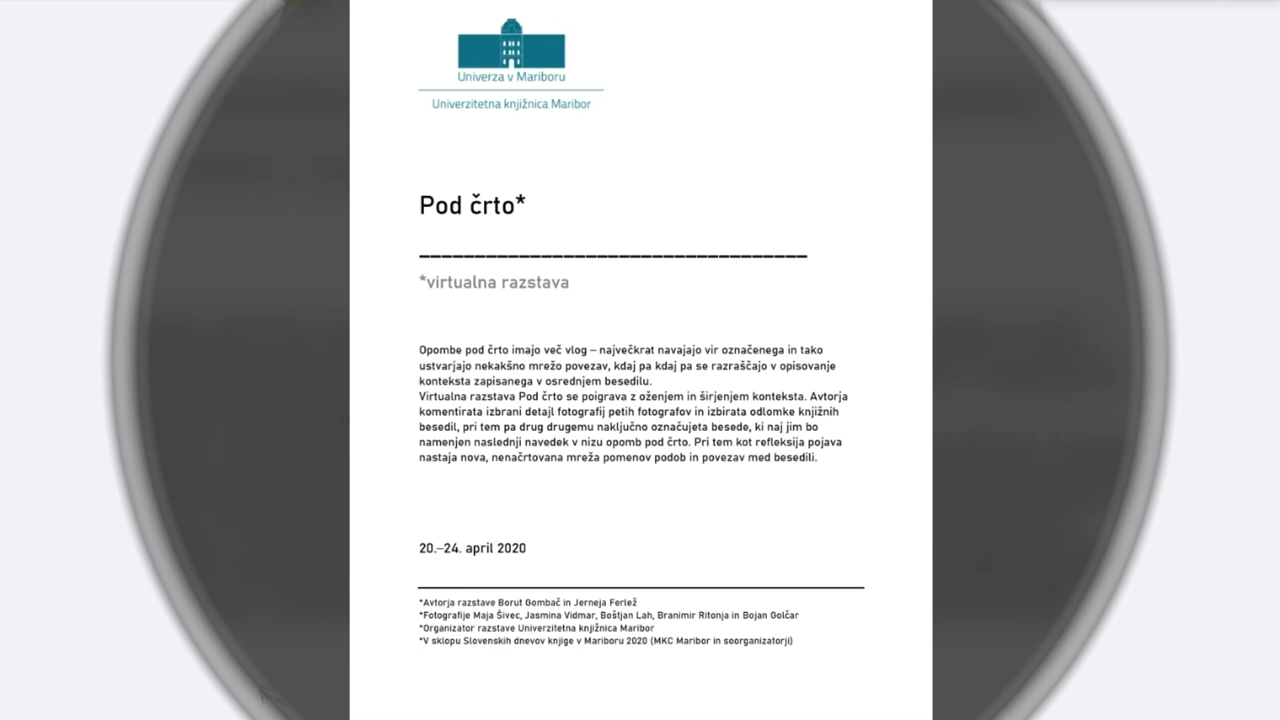 Univerza v Mariboru
Univerzitetna knjižnica Maribor
Pod črto*
*virtualna razstava
Opombe pod črto imajo več vlog – največkrat navajajo vir označenega in tako
ustvarjajo nekakšno mrežo povezav, kdaj pa kdaj pa se razraščajo v opisovanje
konteksta zapisanega v osrednjem besedilu.
Virtualna razstava Pod črto se poigrava z oženjem in širjenjem konteksta. Avtorja
komentirata izbrani detajl fotografij petih fotografov in izbirata odlomke knjižnih
besedil, pri tem pa drug drugemu naključno označujeta besede, ki naj jim bo
namenjen naslednji navedek v nizu opomb pod črto. Pri tem kot refleksija pojava
nastaja nova, nenačrtovana mreža pomenov podob in povezav med besedili.
20.–24. april 2020
*Avtorja razstave Borut Gombač in Jerneja Ferlež
*Fotografije Maja Šivec, Jasmina Vidmar, Boštjan Lah, Branimir Ritonja in Bojan Golčar
*Organizator razstave Univerzitetna knjižnica Maribor
*V sklopu Slovenskih dnevov knjige v Mariboru 2020 (MKC Maribor in soorganizatorji)